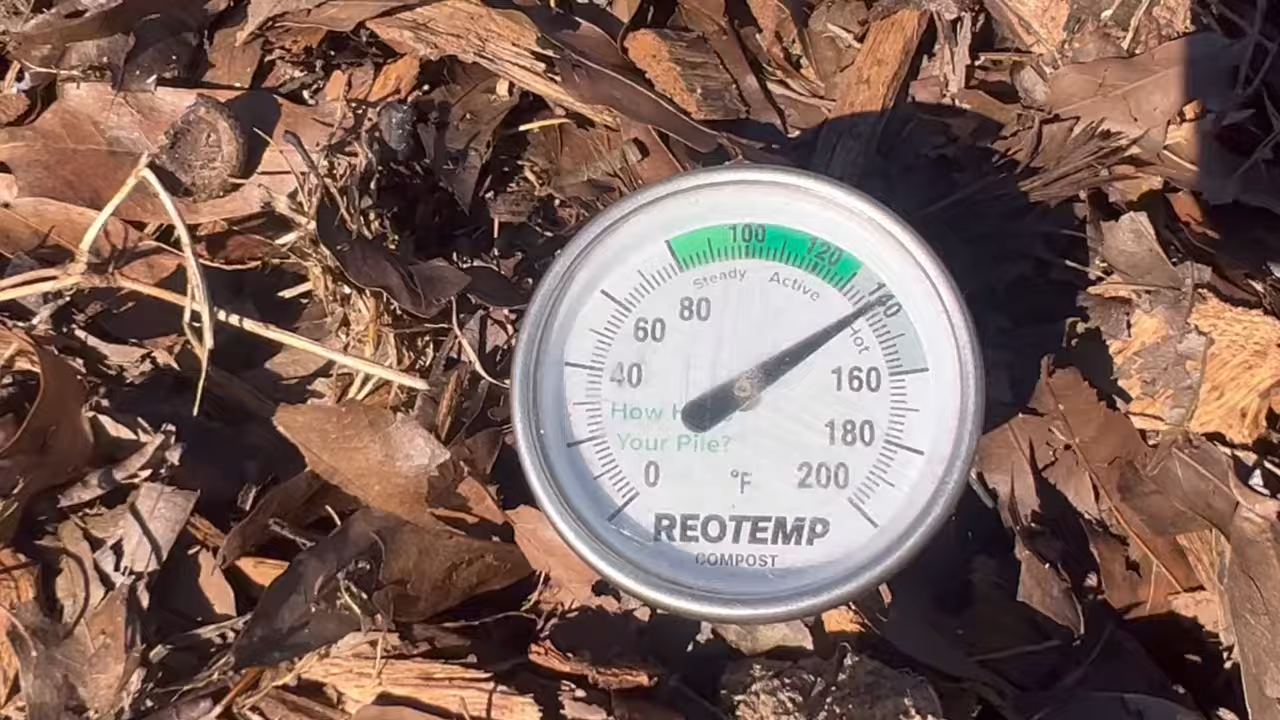 100
120
Steady
Active
140
80
Hot
60
40
160
How H
Your Pile?
180
0
°F
200
REOTEMP
COMPOST